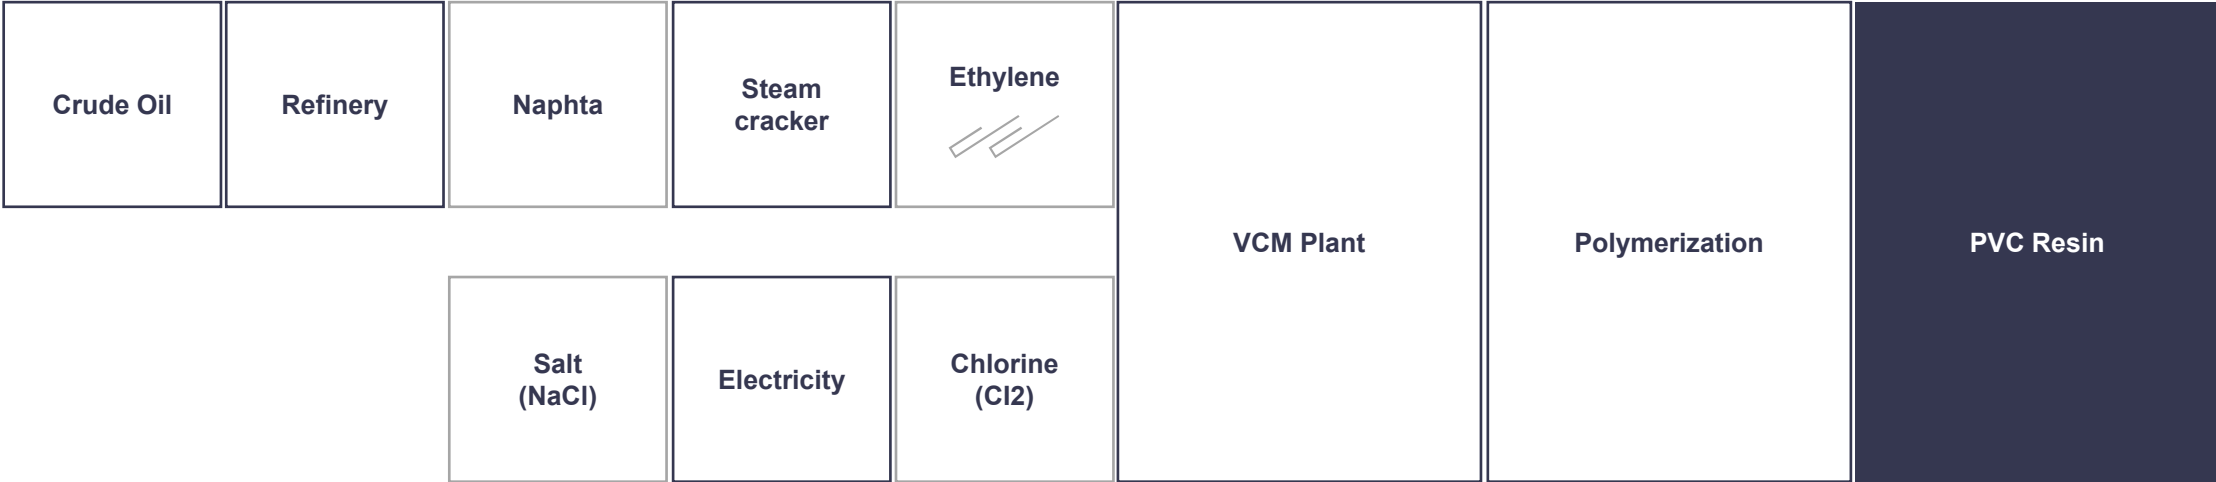 Crude Oil
Refinery
Naphta
Steam
cracker
Ethylene
VCM Plant
Polymerization
PVC Resin
Salt
(NaCl)
Electricity
Chlorine
(Cl2)